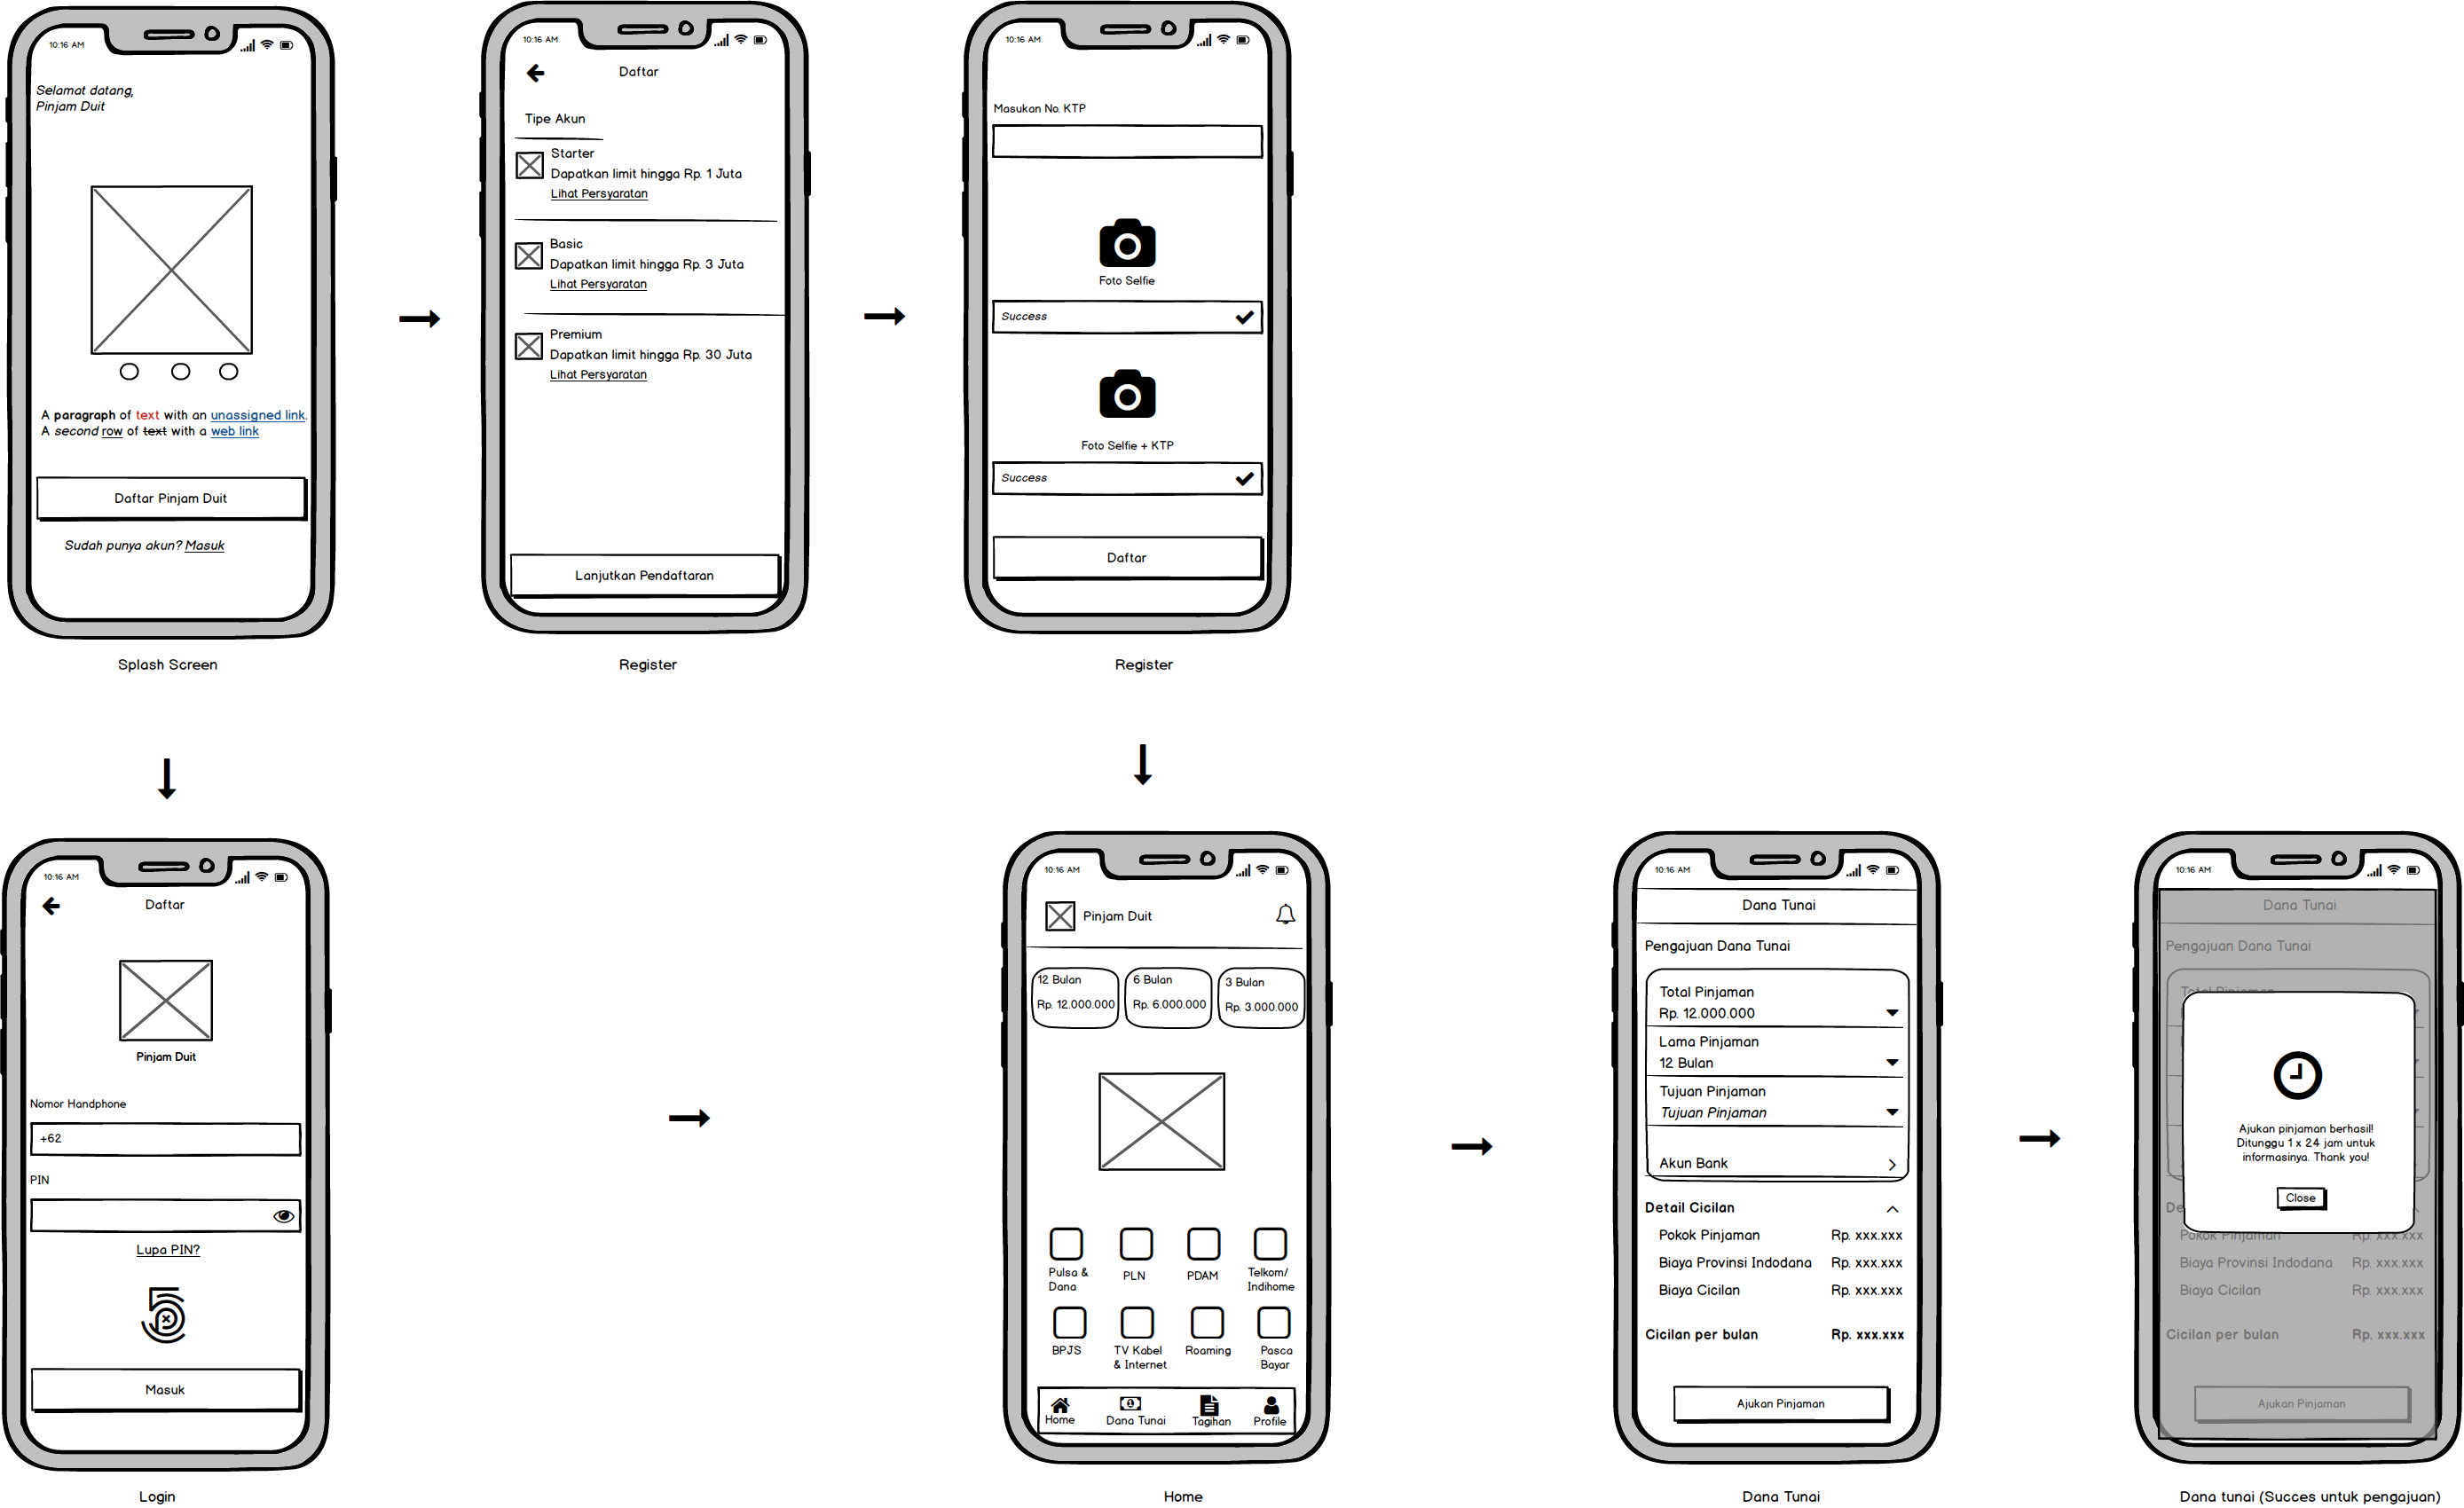 10:16 AM
Selamat datang,
Pinjam Duit
A paragraph of text with an unassigned link.
A second row of text with a web link
Daftar Pinjam Duit
Sudah punya akun? Masuk
Splash Screen
10:16 AM
Daftar
Tipe Akun
Starter
Dapatkan limit hingga Rp. 1 Juta
Lihat Persyaratan
Basic
Dapatkan limit hingga Rp. 3 Juta
Lihat Persyaratan
Premium
Dapatkan limit hingga Rp. 30 Juta
Lihat Persyaratan
Lanjutkan Pendaftaran
Register
10:16 AM
Masukan No. KTP
Foto Selfie
Success
Foto Selfie + KTP
Success
Daftar
Register
10:16 AM
Daftar
Pinjam Duit
Nomor Handphone
+62
PIN
Lupa PIN?
Masuk
Login
10:16 AM
Pinjam Duit
12 Bulan
Rp. 12.000.000
6 Bulan
Rp. 6.000.000
3 Bulan
Rp. 3.000.000
Pulsa &
Dana
PLN
PDAM
Telkom/
Indihome
BPJS
TV Kabel
& Internet
Roaming
Pasca
Bayar
Home
Dana Tunai
Tagihan
Profile
Home
10:16 AM
Dana Tunai
Pengajuan Dana Tunai
Total Pinjaman
Rp. 12.000.000
Lama Pinjaman
12 Bulan
Tujuan Pinjaman
Tujuan Pinjaman
Akun Bank
Detail Cicilan
Pokok Pinjaman Rp. xxx.xxx
Biaya Provinsi Indodana Rp. xxx.xxx
Biaya Cicilan Rp. xxx.xxx
Cicilan per bulan Rp. xxx.xxx
Ajukan Pinjaman
Dana Tunai
10:16 AM
Dana Tunai
Pengajuan Dana Tunai
Total Pinjaman
Ajukan pinjaman berhasil!
Ditunggu 1 x 24 jam untuk
informasinya. Thank you!
Close
De
Pokok Pinjaman Rp. xxx.xxx
Biaya Provinsi Indodana Rp. xxx.xxx
Biaya Cicilan Rp. xxx.xxx
Cicilan per bulan Rp. xxx.xxx
Ajukan Pinjaman
Dana tunai (Succes untuk pengajuan)